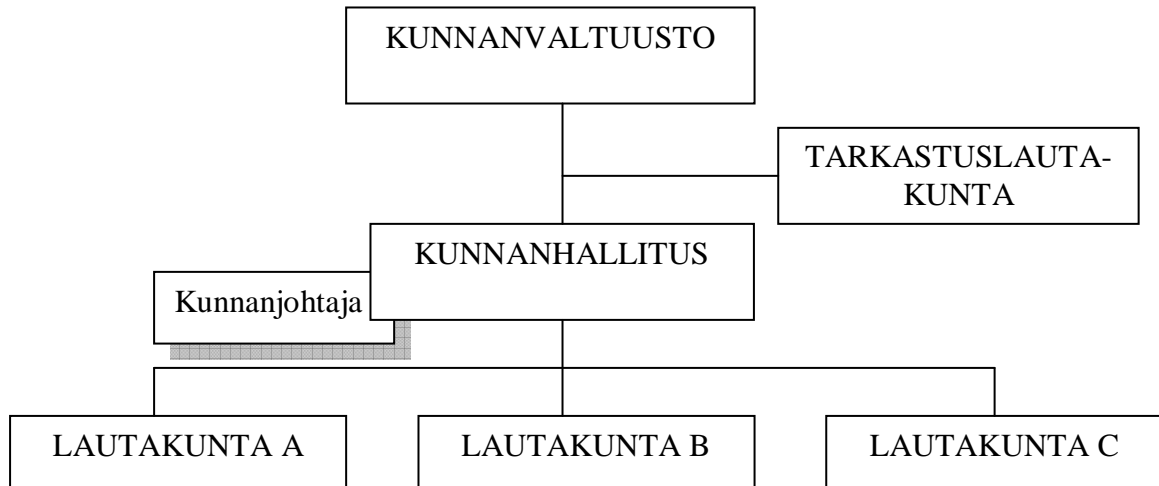 KUNNANVALTUUSTO
TARKASTUSLAUTA-
KUNTA
KUNNANHALLITUS
Kunnanjohtaja
LAUTAKUNTA A
LAUTAKUNTA B
LAUTAKUNTA C